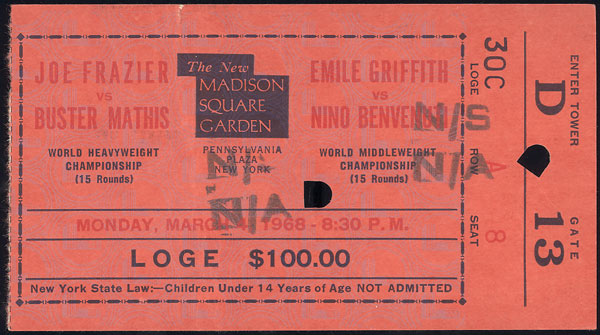 JOE FRAZIER
VS
BUSTER MATHIS
WORLD HEAVYWEIGHT
CHAMPIONSHIP
(15 Rounds)
The New
MADISON
SQUARE
GARDEN
PENNSYLVANIA
PLAZA
NEW YORK
EMILE GRIFFITH
VS
NINO
WORLD MIDDLEWEIGHT
CHAMPIONSHIP
(15 Rounds)
N/S
N/A
N/A
MONDAY, 1968 - 8:30 P.M.
LOGE $100.00
New York State Law:—Children Under 14 Years of Age NOT ADMITTED
30C
LOGE
A
ROW
8
SEAT
ENTER TOWER
D
GATE
13